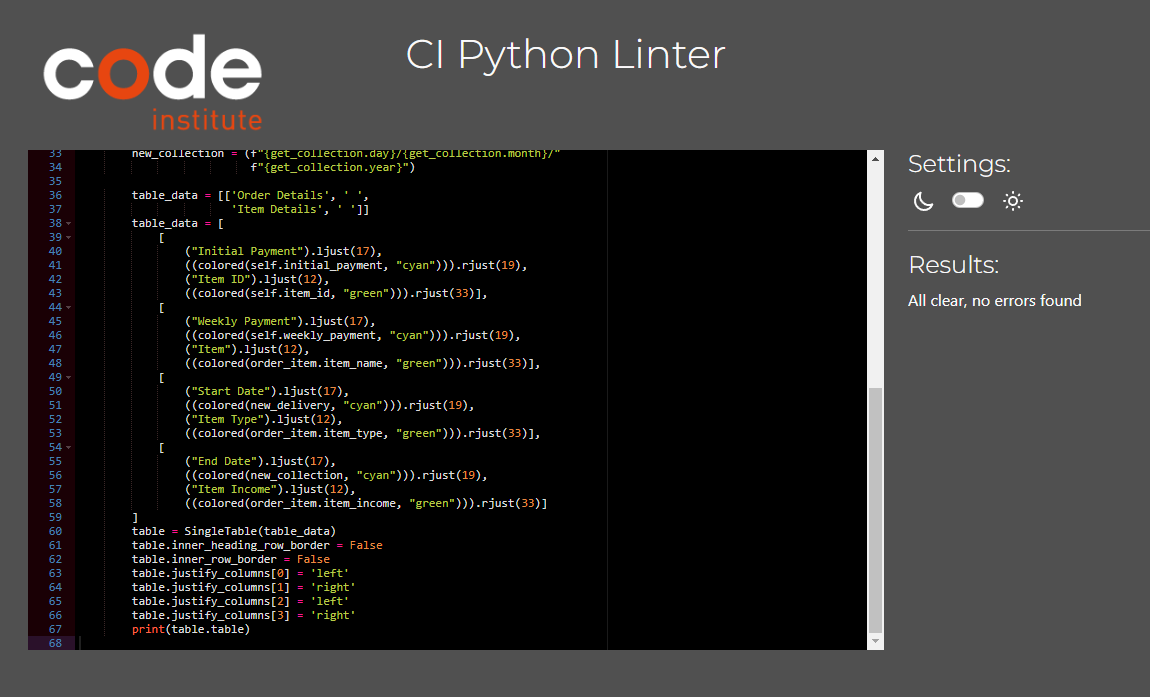 code
institute
CI Python Linter
33 new_collection = (f"{get_collection.day}/{get_collection.month}/"
34 f"{get_collection.year}")
35
36 table_data = [['Order Details', ' ',
37 'Item Details', ' ']]
38 table_data = [
39 [
40 ("Initial Payment").ljust(17),
41 ((colored(self.initial_payment, "cyan"))).rjust(19),
42 ("Item ID").ljust(12),
43 ((colored(self.item_id, "green"))).rjust(33)],
44 [
45 ("Weekly Payment").ljust(17),
46 ((colored(self.weekly_payment, "cyan"))).rjust(19),
47 ("Item").ljust(12),
48 ((colored(order_item.item_name, "green"))).rjust(33)],
49 [
50 ("Start Date").ljust(17),
51 ((colored(new_delivery, "cyan"))).rjust(19),
52 ("Item Type").ljust(12),
53 ((colored(order_item.item_type, "green"))).rjust(33)],
54 [
55 ("End Date").ljust(17),
56 ((colored(new_collection, "cyan"))).rjust(19),
57 ("Item Income").ljust(12),
58 ((colored(order_item.item_income, "green"))).rjust(33)]
59 ]
60 table = SingleTable(table_data)
61 table.inner_heading_row_border = False
62 table.inner_row_border = False
63 table.justify_columns[0] = 'left'
64 table.justify_columns[1] = 'right'
65 table.justify_columns[2] = 'left'
66 table.justify_columns[3] = 'right'
67 print(table.table)
68
Settings:
Results:
All clear, no errors found